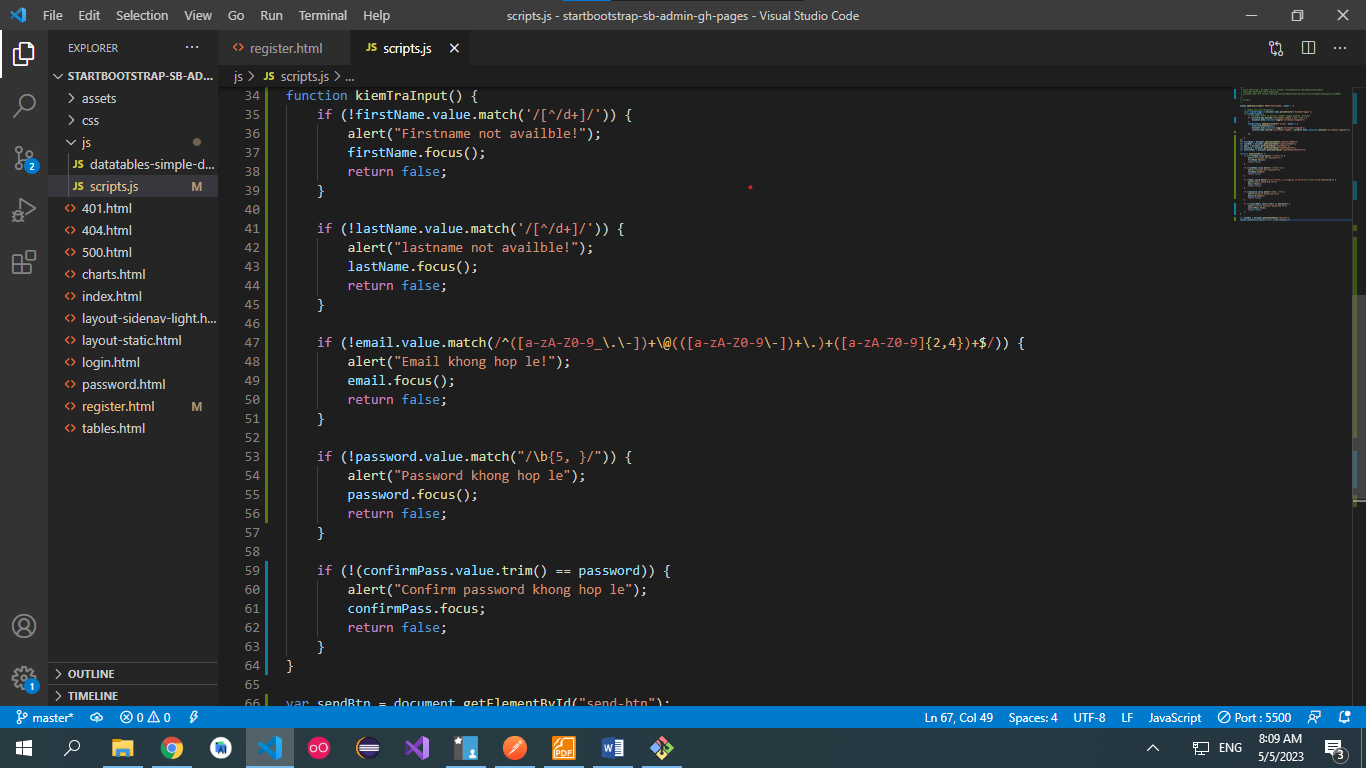 File Edit Selection View Go Run Terminal Help
scripts.js - startbootstrap-sb-admin-gh-pages - Visual Studio Code
EXPLORER
STARTBOOTSTRAP-SB-AD...
assets
css
js
JS datatables-simple-d...
JS scripts.js M
<> 401.html
<> 404.html
<> 500.html
<> charts.html
<> index.html
<> layout-sidenav-light.h...
<> layout-static.html
<> login.html
<> password.html
<> register.html M
<> tables.html
OUTLINE
TIMELINE
2
1
<> register.html
JS scripts.js
js > JS scripts.js > ...
34 function kiemTraInput() {
35 if (!firstName.value.match('/[^/d+]/')) {
36 alert("Firstname not availble!");
37 firstName.focus();
38 return false;
39 }
40
41 if (!lastName.value.match('/[^/d+]/')) {
42 alert("lastname not availble!");
43 lastName.focus();
44 return false;
45 }
46
47 if (!email.value.match(/^([a-zA-Z0-9_\.\-])+\@(([a-zA-Z0-9\-])+\.)+([a-zA-Z0-9]{2,4})+$/)) {
48 alert("Email khong hop le!");
49 email.focus();
50 return false;
51 }
52
53 if (!password.value.match("/\b{5, }/")) {
54 alert("Password khong hop le");
55 password.focus();
56 return false;
57 }
58
59 if (!(confirmPass.value.trim() == password)) {
60 alert("Confirm password khong hop le");
61 confirmPass.focus;
62 return false;
63 }
64 }
65
66 var sendBtn = document.getElementById("send-btn");
master* 0 0
Ln 67, Col 49 Spaces: 4 UTF-8 LF JavaScript Port : 5500
PDF
ENG
8:09 AM
5/5/2023
3